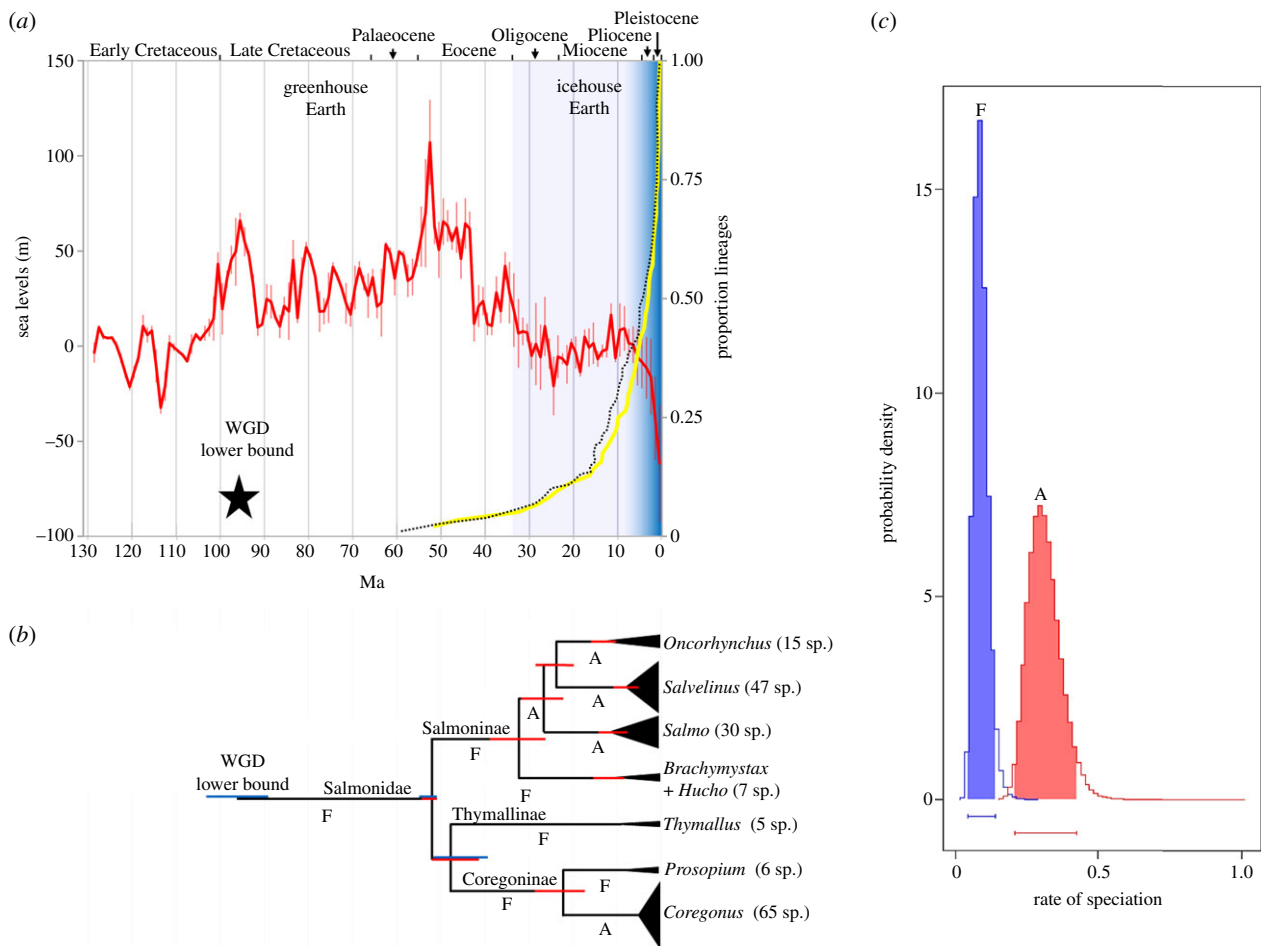 (a)
Pleistocene
Palaeocene Oligocene Pliocene
Early Cretaceous Late Cretaceous Eocene Miocene
150 1.00
greenhouse
Earth
icehouse
Earth
100 0.75
50 0.50
0 0.25
−50
−100 0
sea levels (m)
proportion lineages
WGD
lower bound
130 120 110 100 90 80 70 60 50 40 30 20 10 0
Ma
(b)
Oncorhynchus (15 sp.)
A
Salvelinus (47 sp.)
A
A
Salmoninae
F
Salmo (30 sp.)
A
WGD
lower bound
Salmonidae
F
Brachymystax
+ Hucho (7 sp.)
F
Thymallinae
F
Thymallus (5 sp.)
Coregoninae
F
Prosopium (6 sp.)
F
Coregonus (65 sp.)
A
(c)
F
15
10
A
5
0
probability density
0 0.5 1.0
rate of speciation